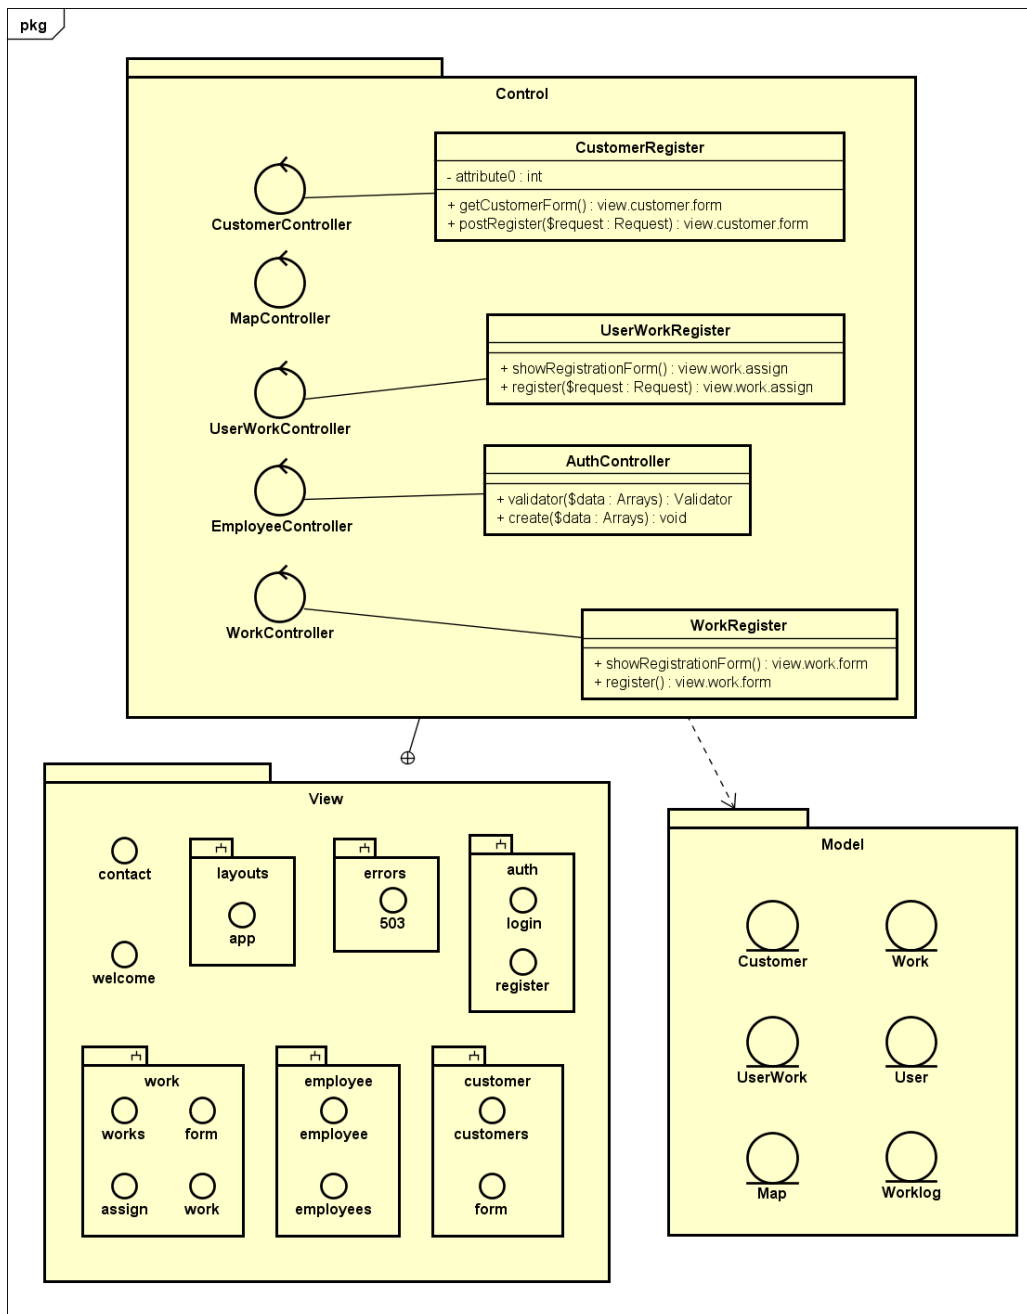 pkg
Control
CustomerRegister
- attribute0 : int
+ getCustomerForm() : view.customer.form
+ postRegister($request : Request) : view.customer.form
CustomerController
MapController
UserWorkRegister
+ showRegistrationForm() : view.work.assign
+ register($request : Request) : view.work.assign
UserWorkController
AuthController
+ validator($data : Arrays) : Validator
+ create($data : Arrays) : void
EmployeeController
WorkController
WorkRegister
+ showRegistrationForm() : view.work.form
+ register() : view.work.form
View
contact
welcome
layouts
app
errors
503
auth
login
register
work
works
form
assign
work
employee
employee
employees
customer
customers
form
Model
Customer
Work
UserWork
User
Map
Worklog